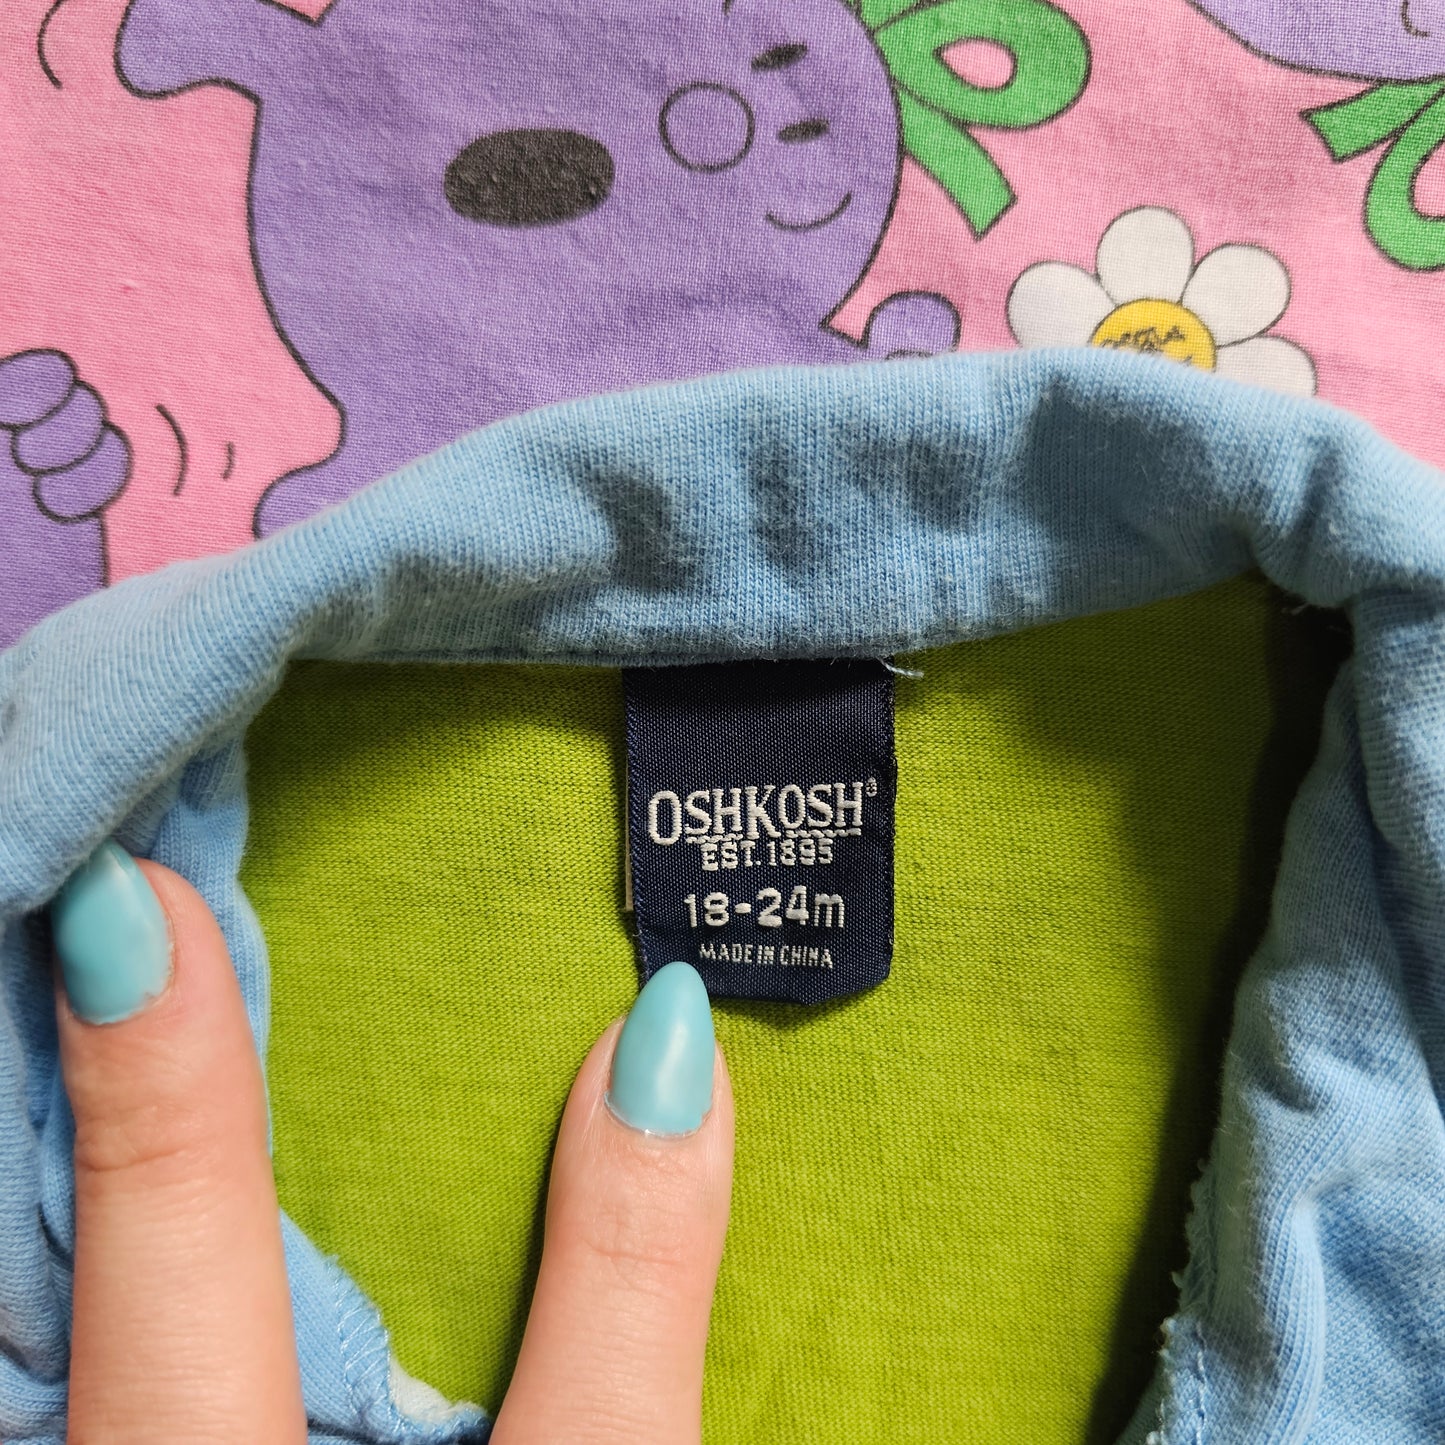 OSHKOSH®
EST. 1895
18-24m
MADE IN CHINA